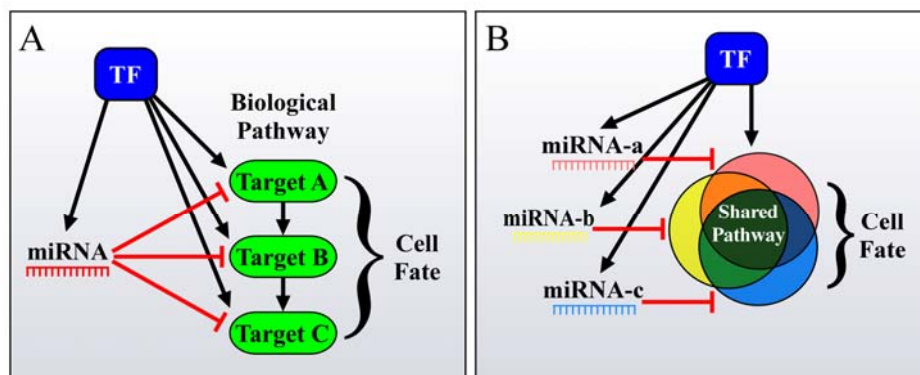 A
TF
Biological
Pathway
Target A
miRNA
Target B
Target C
Cell
Fate
B
TF
miRNA-a
miRNA-b
miRNA-c
Shared
Pathway
Cell
Fate